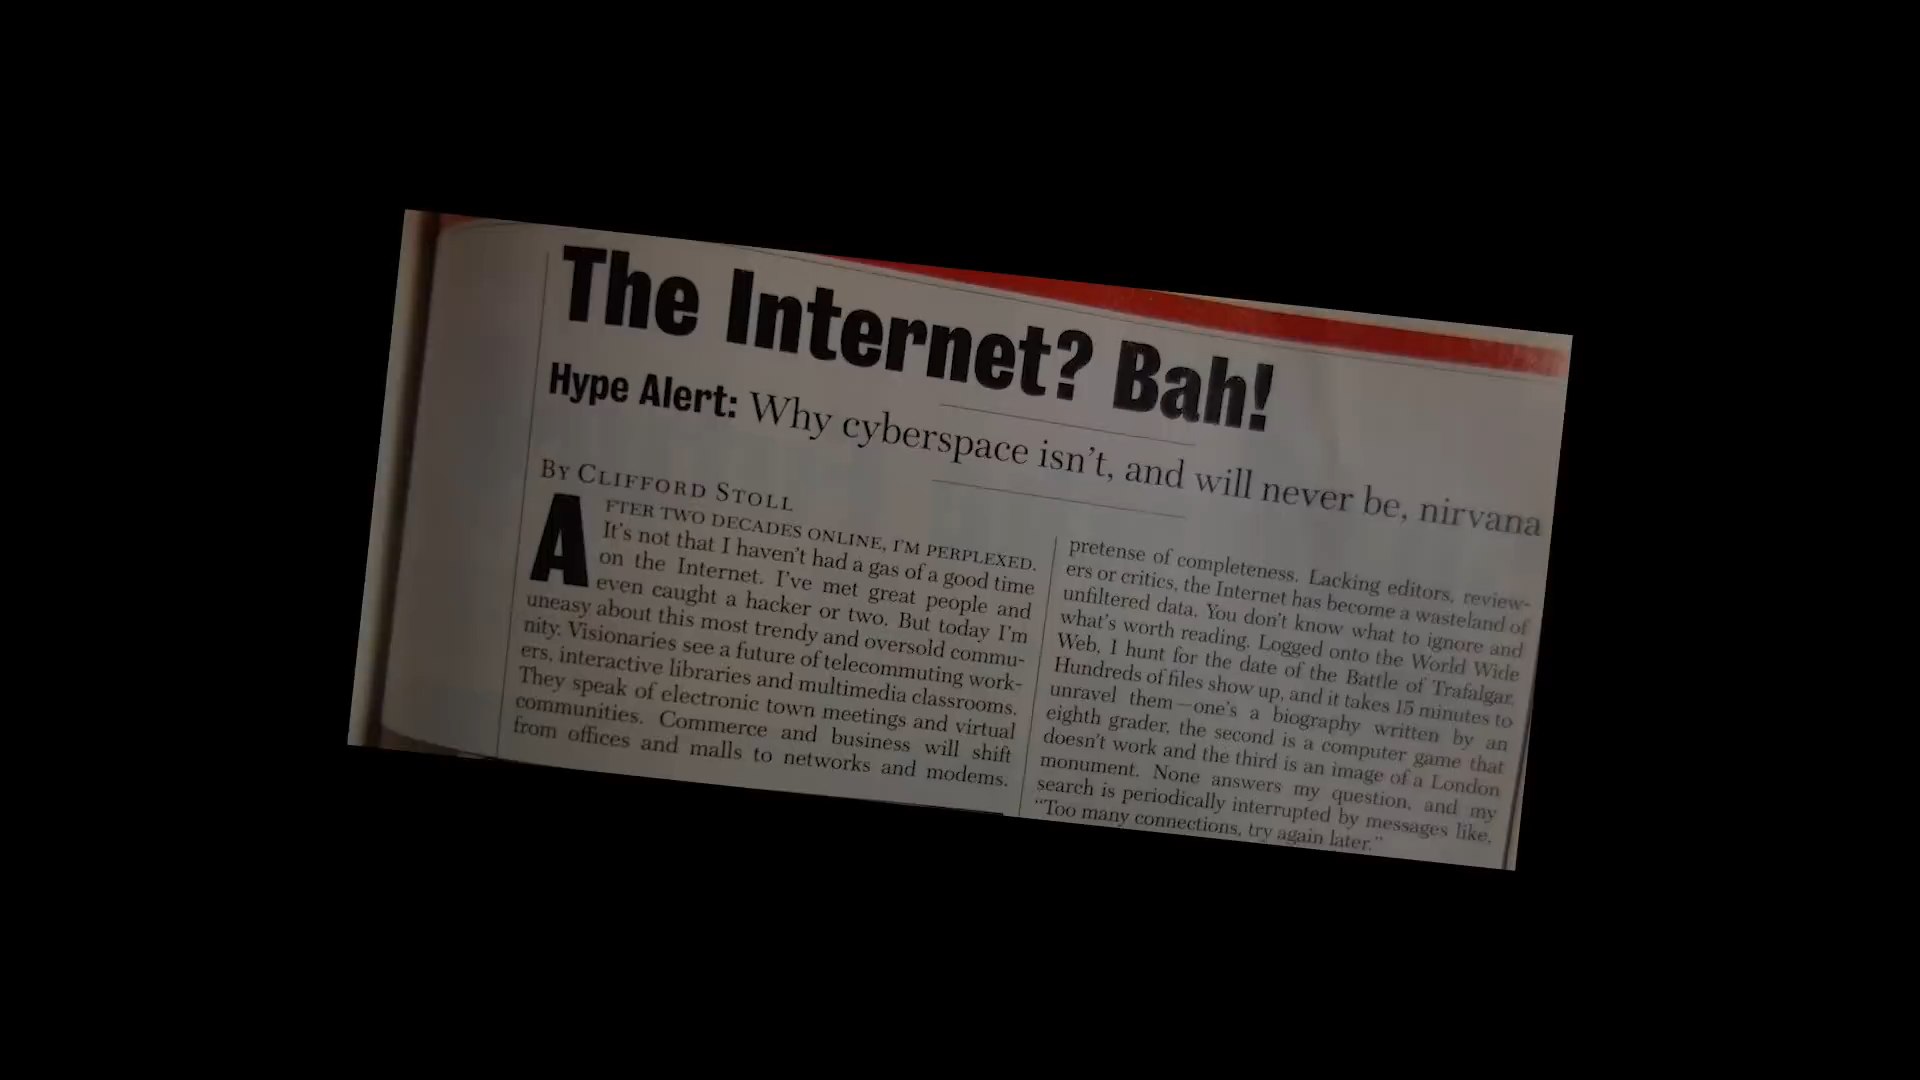 The Internet? Bah!
Hype Alert: Why cyberspace isn't, and will never be, nirvana
BY CLIFFORD STOLL
AFTER TWO DECADES ONLINE, I'M PERPLEXED.
It's not that I haven't had a gas of a good time
on the Internet. I've met great people and
even caught a hacker or two. But today I'm
uneasy about this most trendy and oversold commu-
nity. Visionaries see a future of telecommuting work-
ers, interactive libraries and multimedia classrooms.
They speak of electronic town meetings and virtual
communities. Commerce and business will shift
from offices and malls to networks and modems.
pretense of completeness. Lacking editors, review-
ers or critics, the Internet has become a wasteland of
unfiltered data. You don't know what to ignore and
what's worth reading. Logged onto the World Wide
Web, I hunt for the date of the Battle of Trafalgar.
Hundreds of files show up, and it takes 15 minutes to
unravel them—one's a biography written by an
eighth grader, the second is a computer game that
doesn't work and the third is an image of a London
monument. None answers my question, and my
search is periodically interrupted by messages like,
"Too many connections, try again later."